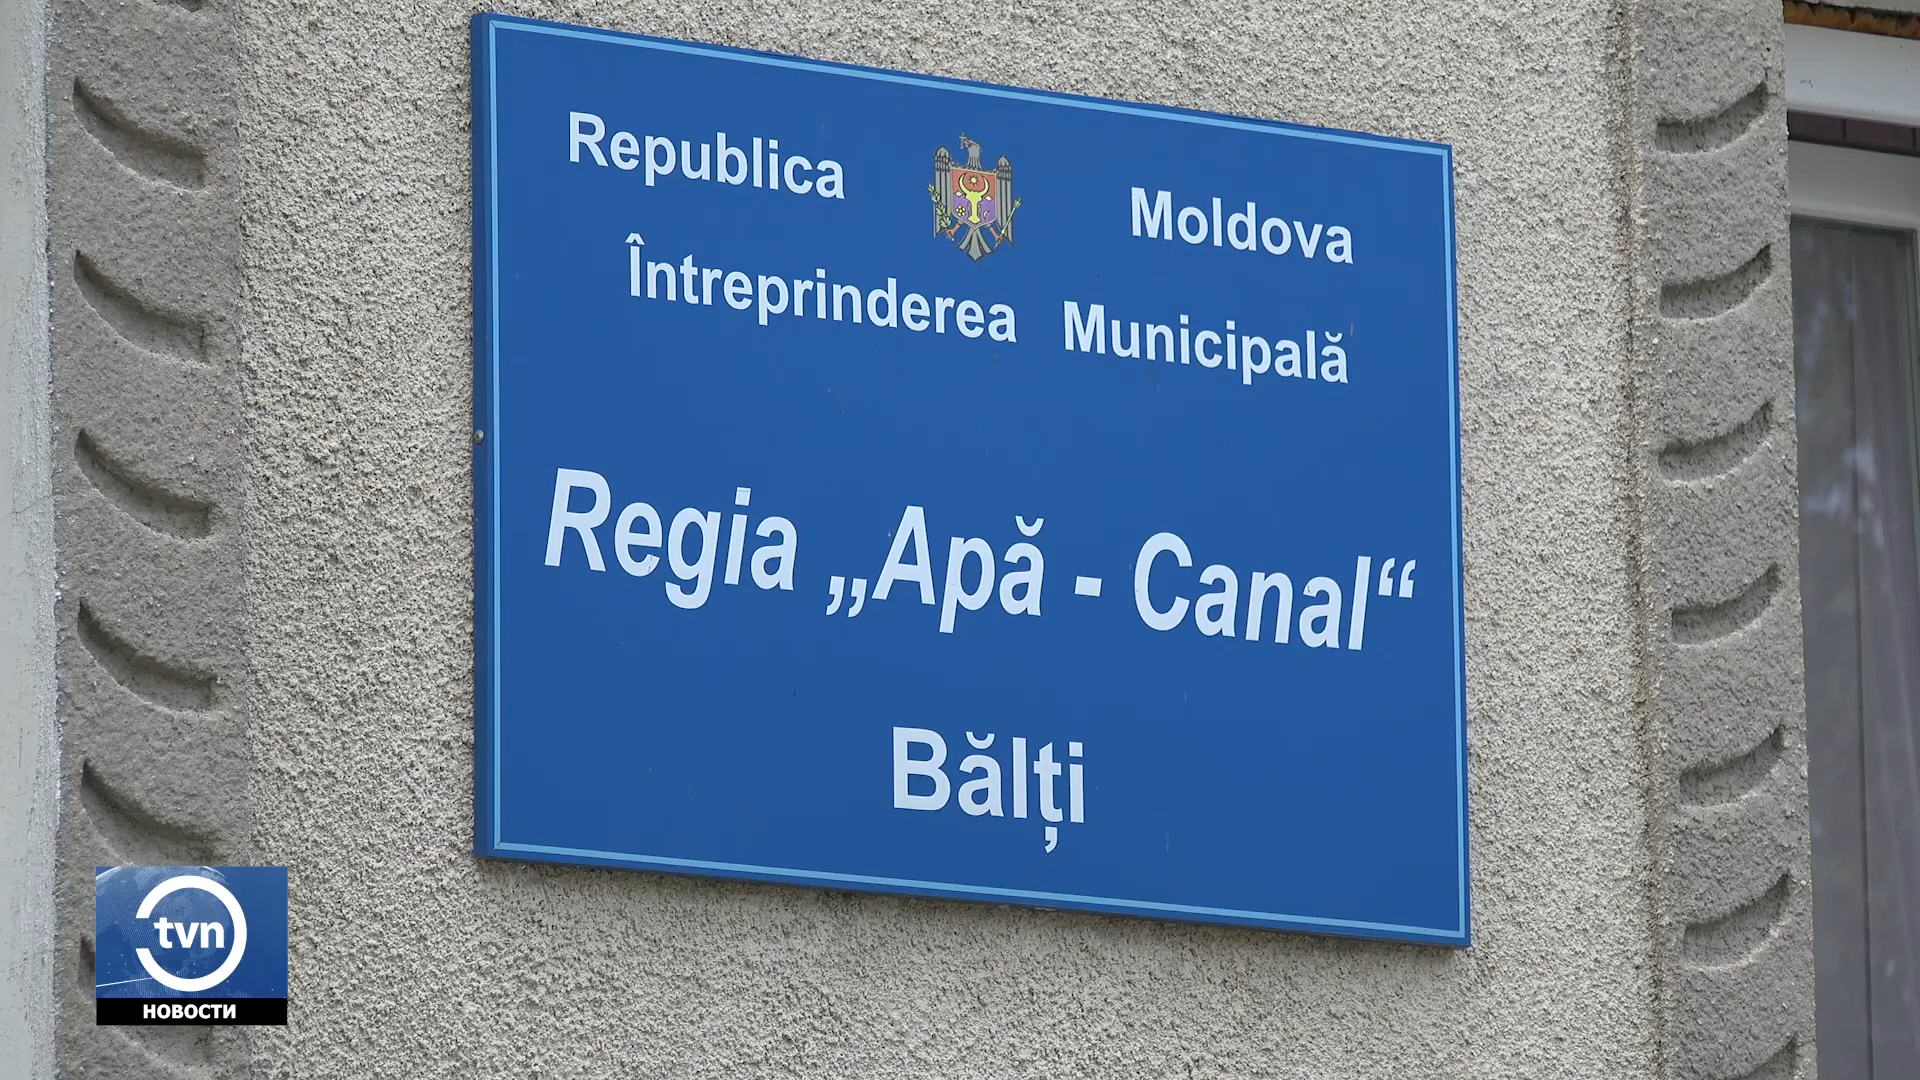 Republica Moldova
Întreprinderea Municipală
Regia „Apă - Canal“
Bălți
tvn
НОВОСТИ